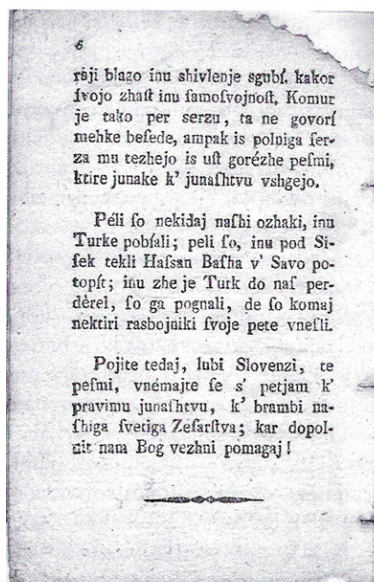 6
raji blago inu shivlenje sgubí, kakor
ſvojo zhaſt inu ſamoſvojnoſt. Komur
je tako per serzu, ta ne govorí
mehke beſede, ampak is polniga ſer-
za mu tezhejo is uſt gorézhe peſmi,
ktire junake k' junaſhtvu vshgejo.
Péli ſo nekidaj naſhi ozhaki, inu
Turke pobíali; peli ſo, inu pod Si-
ſek tekli Haſsan Baſha v' Savo po-
topít; inu zhe je Turk do naſ per-
dèrel, ſo ga pognali, de ſo komaj
nektiri rasbojniki ſvoje pete vneſli.
Pojite tedaj, lubi Slovenzi, te
peſmi, vnémajte ſe s' petjam k'
pravimu junaſhtvu, k' brambi na-
ſhiga ſvetiga Zeſarſtva; kar dopol-
nit nam Bog vezhni pomagaj!